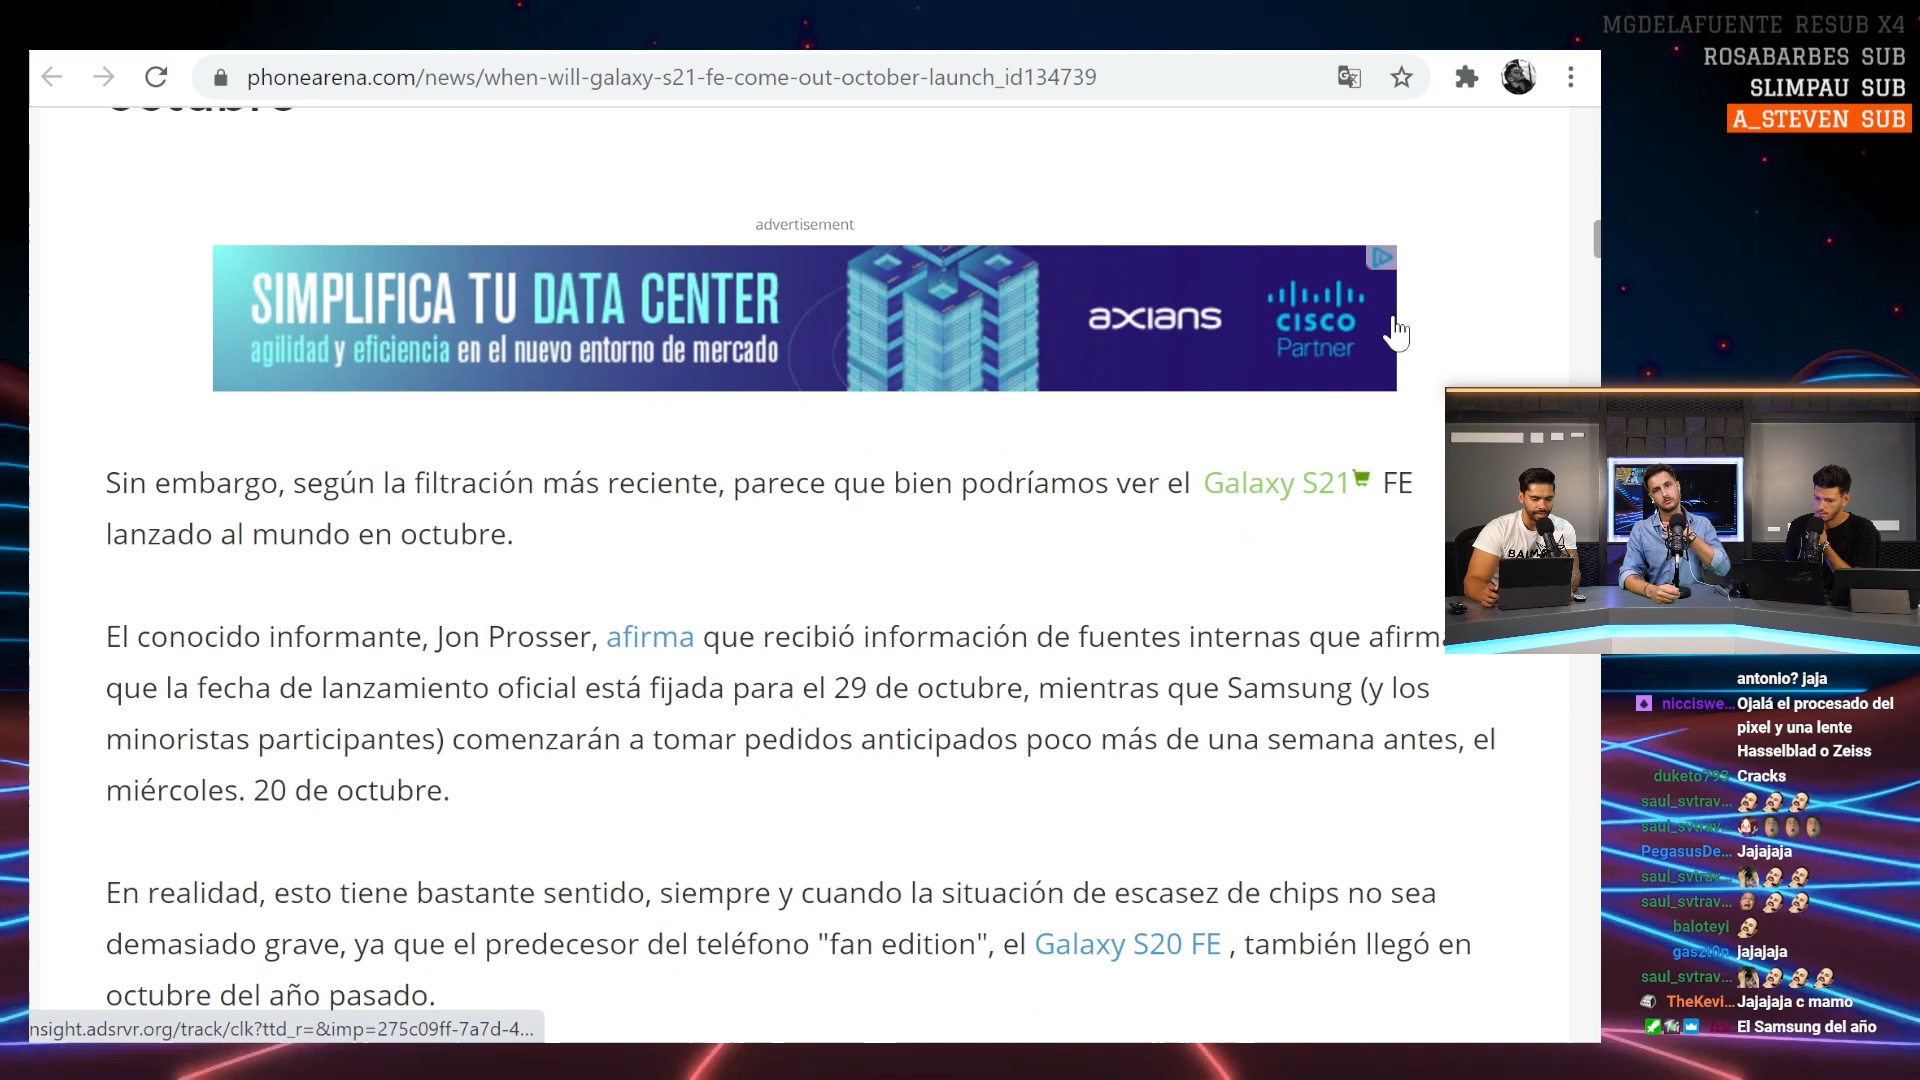 MGDELAFUENTE RESUB X4
ROSABARBES SUB
SLIMPAU SUB
A_STEVEN SUB
phonearena.com/news/when-will-galaxy-s21-fe-come-out-october-launch_id134739
octubre
advertisement
SIMPLIFICA TU DATA CENTER
agilidad y eficiencia en el nuevo entorno de mercado
axians
CISCO
Partner
Sin embargo, según la filtración más reciente, parece que bien podríamos ver el Galaxy S21 FE
lanzado al mundo en octubre.
El conocido informante, Jon Prosser, afirma que recibió información de fuentes internas que afirma
que la fecha de lanzamiento oficial está fijada para el 29 de octubre, mientras que Samsung (y los
minoristas participantes) comenzarán a tomar pedidos anticipados poco más de una semana antes, el
miércoles. 20 de octubre.
En realidad, esto tiene bastante sentido, siempre y cuando la situación de escasez de chips no sea
demasiado grave, ya que el predecesor del teléfono "fan edition", el Galaxy S20 FE , también llegó en
octubre del año pasado.
nsight.adsrvr.org/track/clk?ttd_r=&imp=275c09ff-7a7d-4...
antonio? jaja
nicciswe... Ojalá el procesado del
pixel y una lente
Hasselblad o Zeiss
duketo793 Cracks
saul_svtrav...
saul_svtrav...
PegasusDe... Jajajaja
saul_svtrav...
saul_svtrav...
baloteyi
gaszt0n jajajaja
saul_svtrav...
TheKevi... Jajajaja c mamo
El Samsung del año